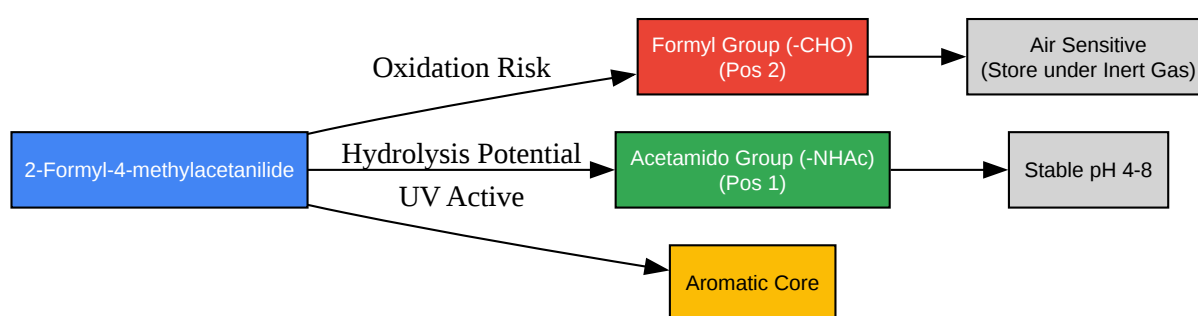 2-Formyl-4-methylacetanilide
Oxidation Risk
Hydrolysis Potential
UV Active
Formyl Group (-CHO)
(Pos 2)
Acetamido Group (-NHAc)
(Pos 1)
Aromatic Core
Air Sensitive
(Store under Inert Gas)
Stable pH 4-8